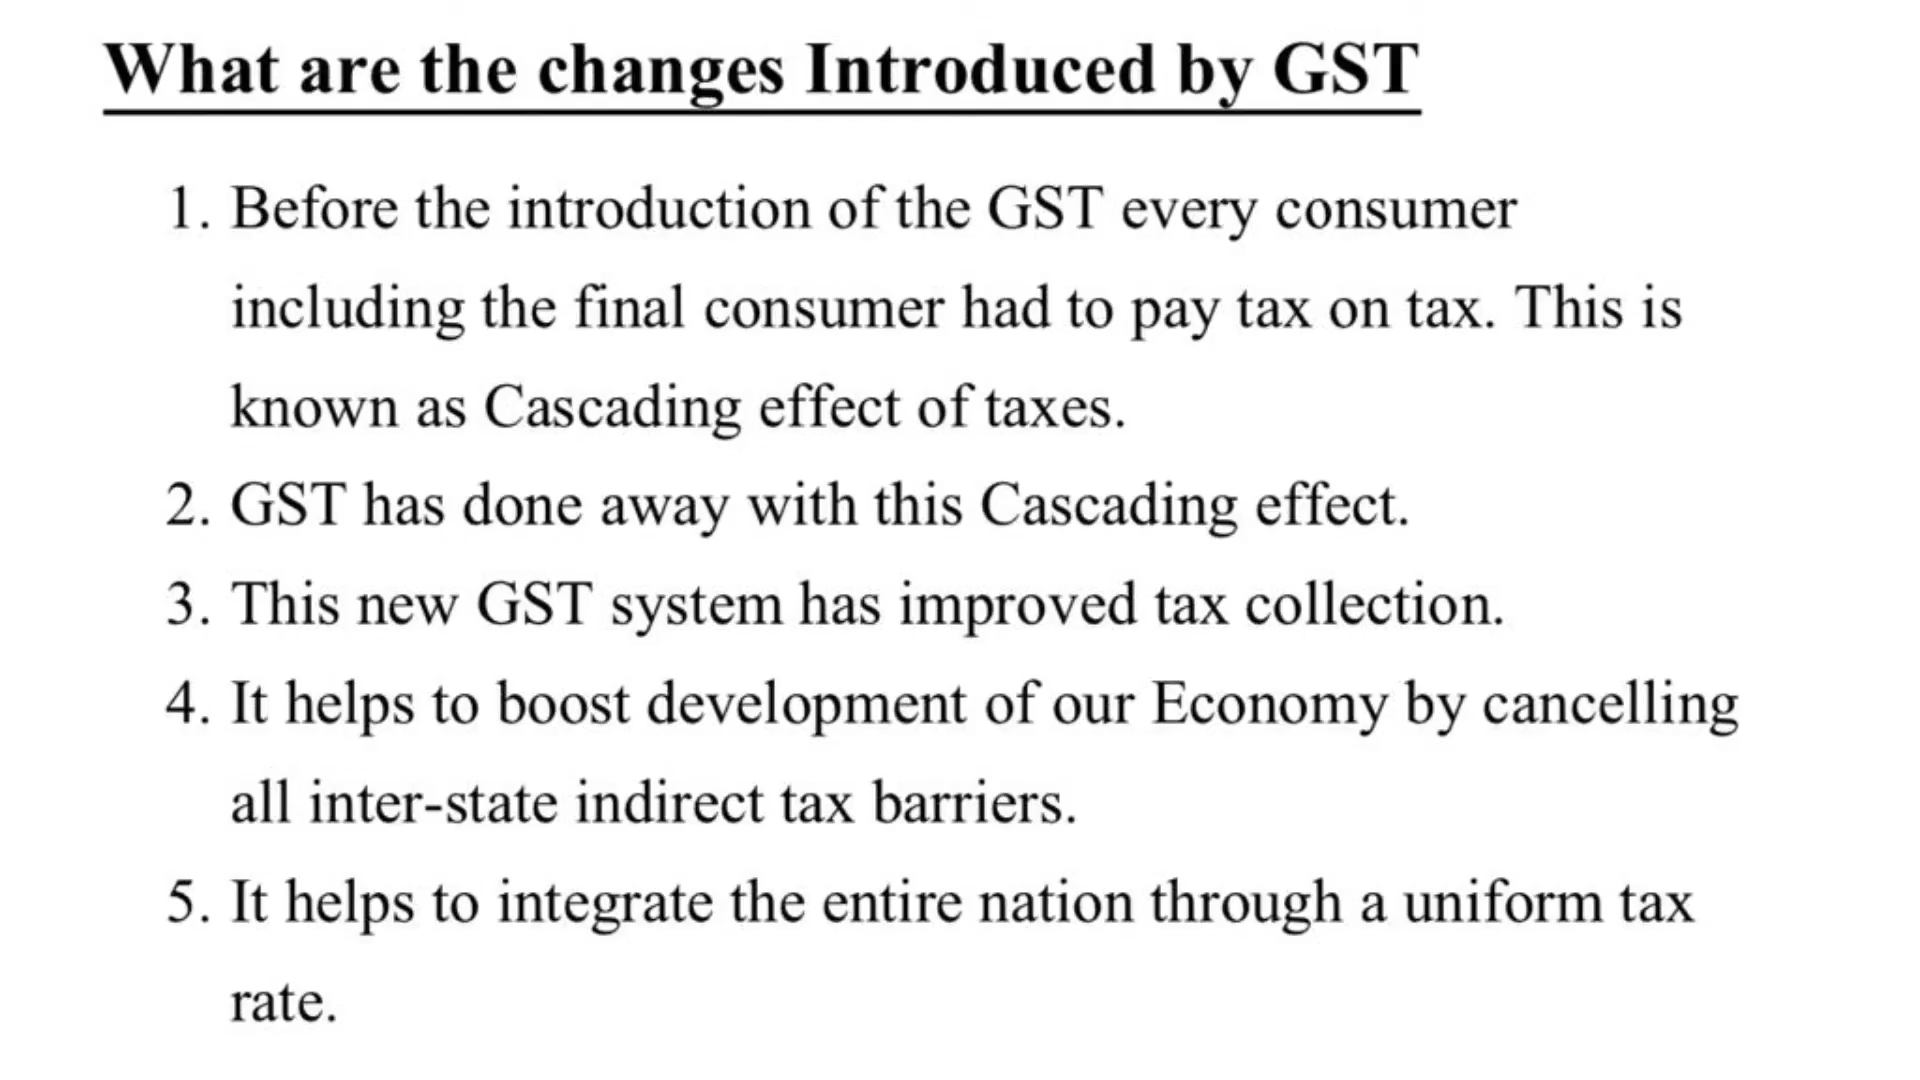 What are the changes Introduced by GST
1. Before the introduction of the GST every consumer
including the final consumer had to pay tax on tax. This is
known as Cascading effect of taxes.
2. GST has done away with this Cascading effect.
3. This new GST system has improved tax collection.
4. It helps to boost development of our Economy by cancelling
all inter-state indirect tax barriers.
5. It helps to integrate the entire nation through a uniform tax
rate.